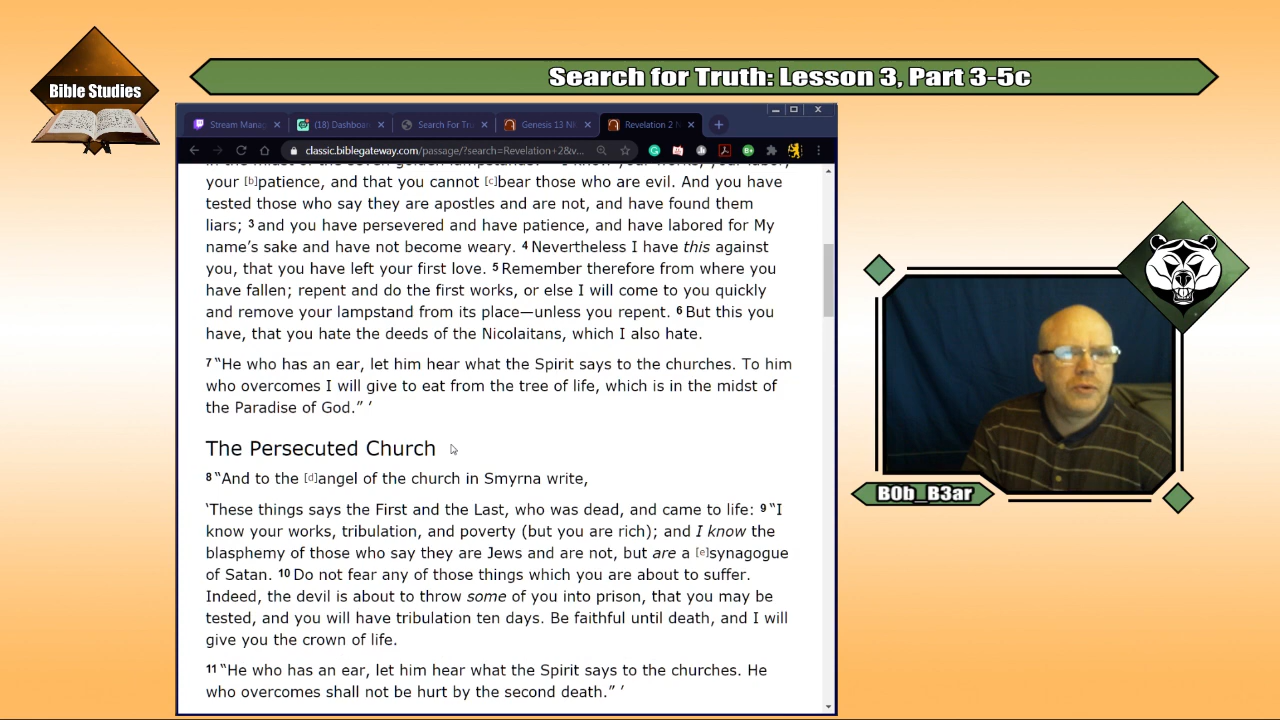 Search for Truth: Lesson 3, Part 3-5c
Bible Studies
Stream Manag
(18) Dashboar
Search For Tru
Genesis 13 NK
Revelation 2 N
classic.biblegateway.com/passage/?search=Revelation+2&v...
your [b]patience, and that you cannot [c]bear those who are evil. And you have
tested those who say they are apostles and are not, and have found them
liars; 3 and you have persevered and have patience, and have labored for My
name's sake and have not become weary. 4 Nevertheless I have this against
you, that you have left your first love. 5 Remember therefore from where you
have fallen; repent and do the first works, or else I will come to you quickly
and remove your lampstand from its place—unless you repent. 6 But this you
have, that you hate the deeds of the Nicolaitans, which I also hate.
7 “He who has an ear, let him hear what the Spirit says to the churches. To him
who overcomes I will give to eat from the tree of life, which is in the midst of
the Paradise of God.” ’
The Persecuted Church
8 “And to the [d]angel of the church in Smyrna write,
‘These things says the First and the Last, who was dead, and came to life: 9 “I
know your works, tribulation, and poverty (but you are rich); and I know the
blasphemy of those who say they are Jews and are not, but are a [e]synagogue
of Satan. 10 Do not fear any of those things which you are about to suffer.
Indeed, the devil is about to throw some of you into prison, that you may be
tested, and you will have tribulation ten days. Be faithful until death, and I will
give you the crown of life.
11 “He who has an ear, let him hear what the Spirit says to the churches. He
who overcomes shall not be hurt by the second death.” ’
B0b_B3ar